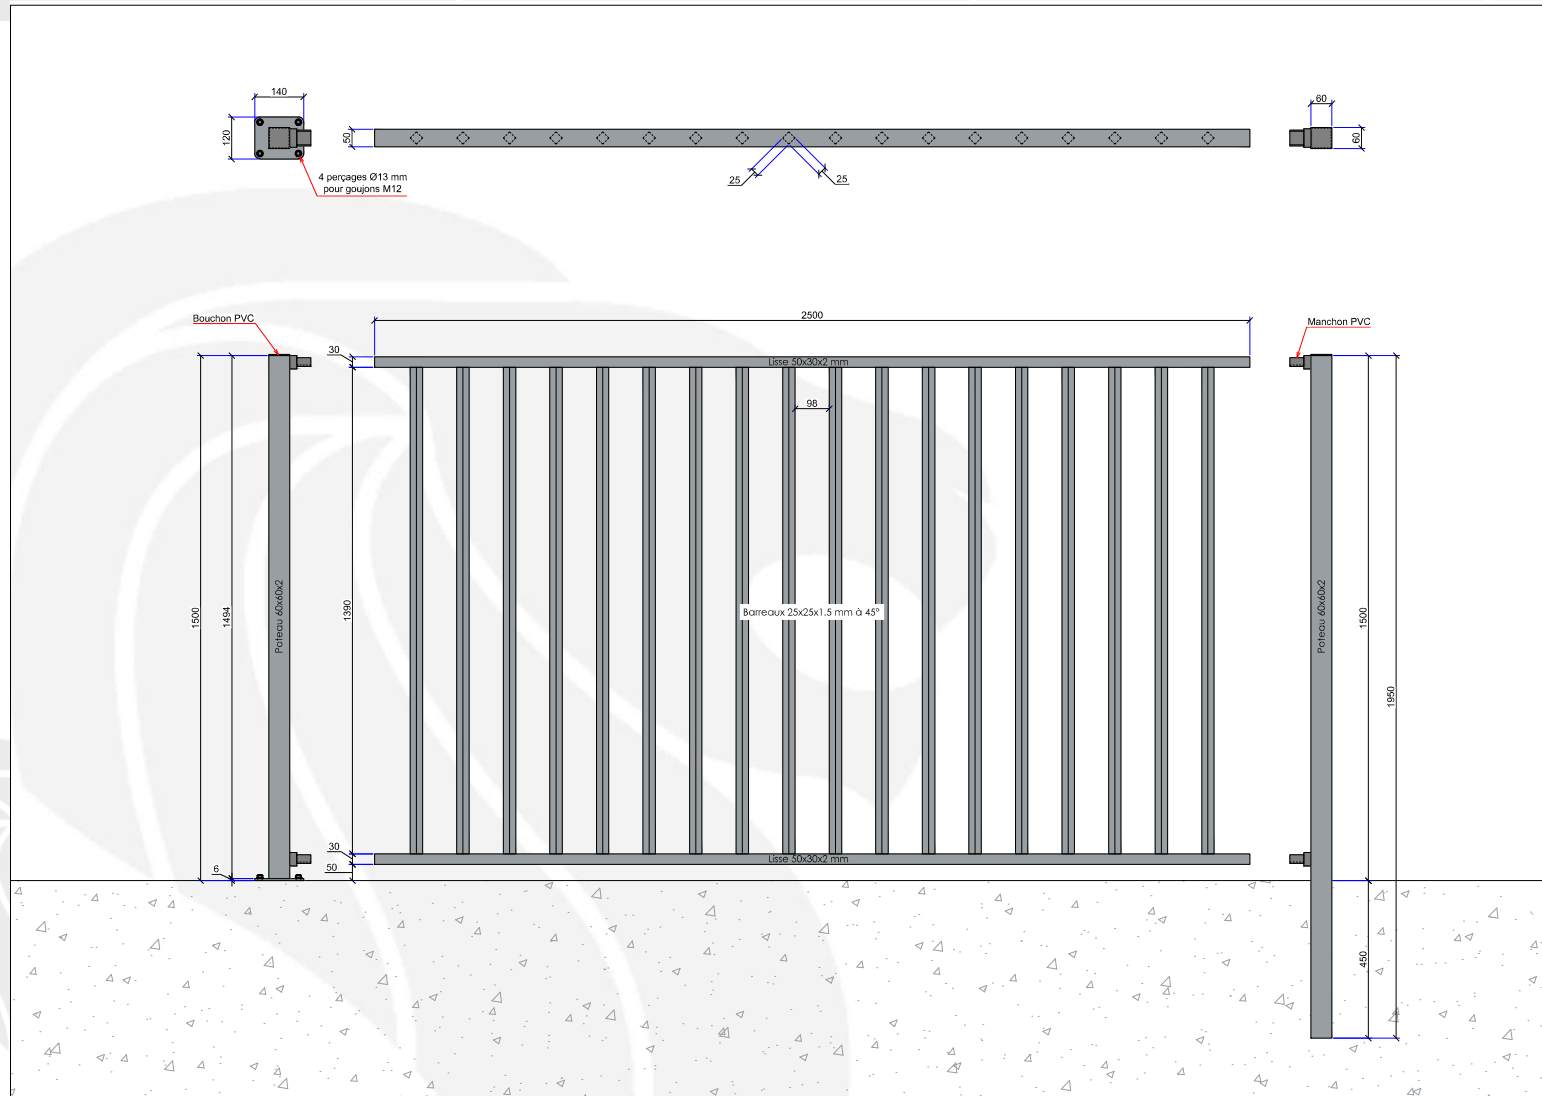 140
120
4 perçages Ø13 mm
pour goujons M12
50
25
25
60
60
Bouchon PVC
2500
Manchon PVC
30
Lisse 50x30x2 mm
98
1500
1494
Poteau 60x60x2
1390
Barreaux 25x25x1.5 mm à 45°
Poteau 60x60x2
1500
1950
30
Lisse 50x30x2 mm
6
50
450